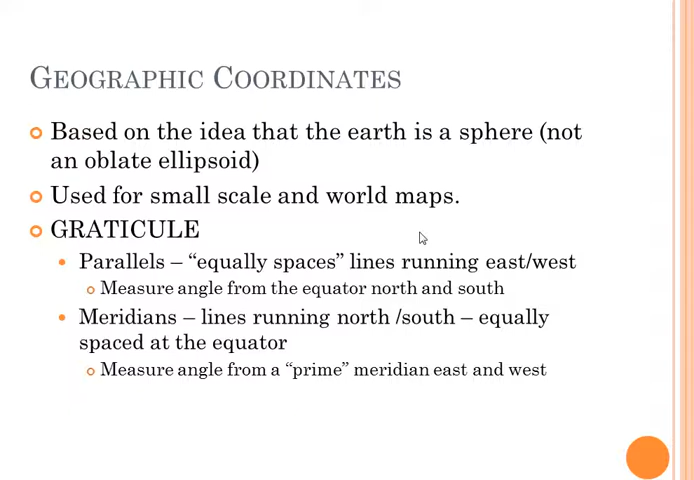 GEOGRAPHIC COORDINATES
Based on the idea that the earth is a sphere (not
an oblate ellipsoid)
Used for small scale and world maps.
GRATICULE
Parallels – “equally spaces” lines running east/west
Measure angle from the equator north and south
Meridians – lines running north /south – equally
spaced at the equator
Measure angle from a “prime” meridian east and west